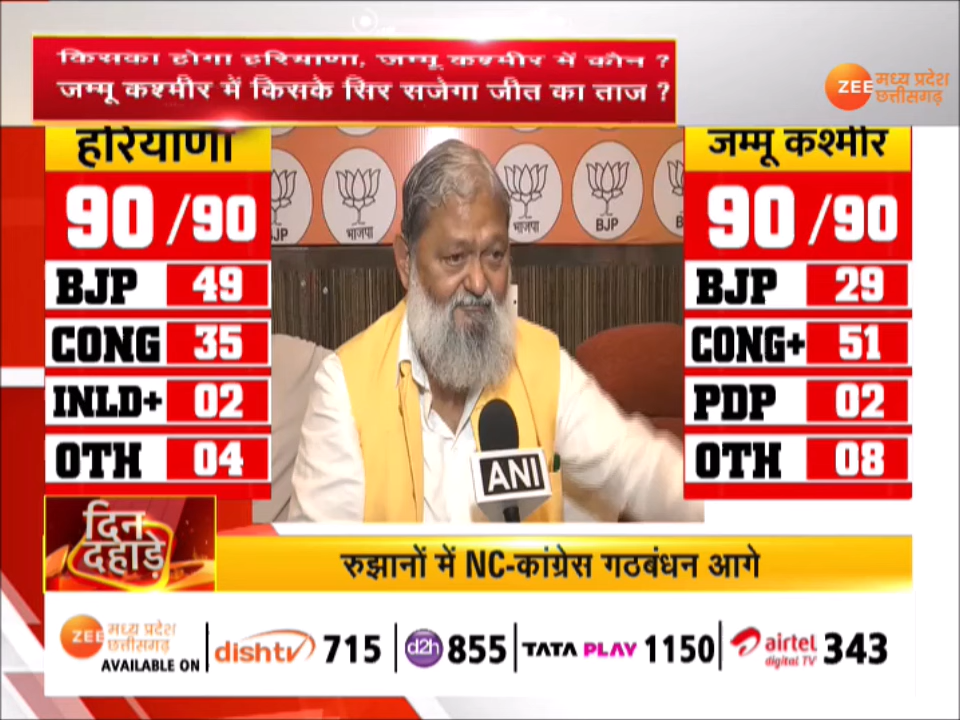 किसका होगा हरियाणा, जम्मू कश्मीर में कौन ?
जम्मू कश्मीर में किसके सिर सजेगा जीत का ताज ?
ZEE मध्य प्रदेश
छत्तीसगढ़
हरियाणा
90/90
BJP 49
CONG 35
INLD+ 02
OTH 04
JP
भाजपा
BJP
जम्मू कश्मीर
90/90
BJP 29
CONG+ 51
PDP 02
OTH 08
ANI
दिन
दहाड़े
रुझानों में NC-कांग्रेस गठबंधन आगे
ZEE मध्य प्रदेश
छत्तीसगढ़
AVAILABLE ON
dishtv 715
d2h 855
TATA PLAY 1150
airtel
digital TV 343